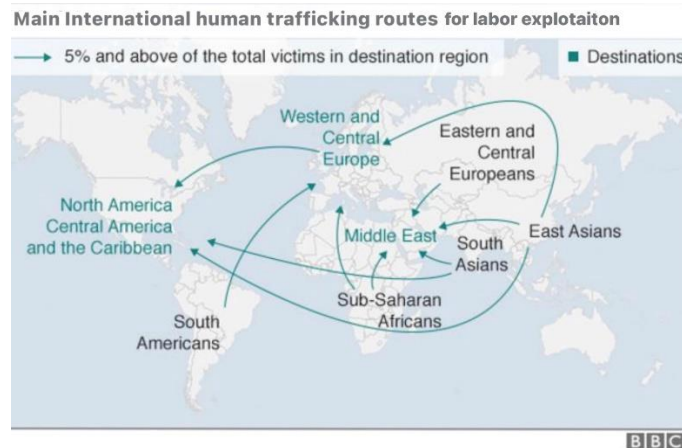 Main International human trafficking routes for labor explotaiton
5% and above of the total victims in destination region
Destinations
Western and
Central
Europe
Eastern and
Central
Europeans
North America
Central America
and the Caribbean
Middle East
East Asians
South
Asians
Sub-Saharan
Africans
South
Americans
BBC